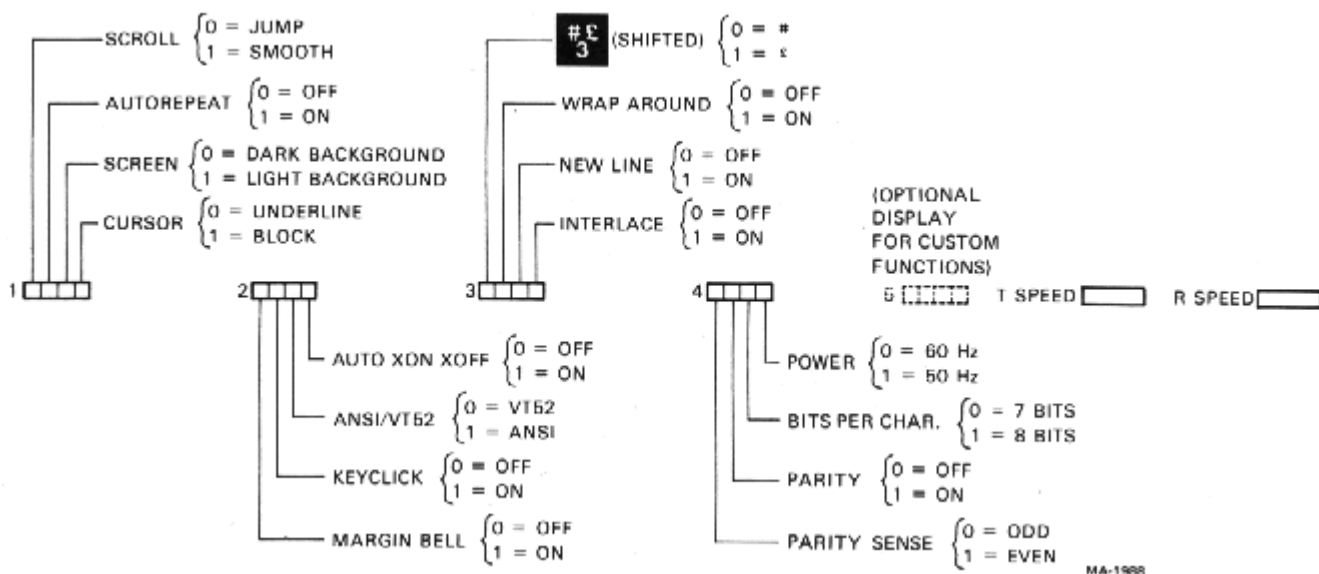 SCROLL
0 = JUMP
1 = SMOOTH
AUTOREPEAT
0 = OFF
1 = ON
SCREEN
0 = DARK BACKGROUND
1 = LIGHT BACKGROUND
CURSOR
0 = UNDERLINE
1 = BLOCK
1
2
MARGIN BELL
0 = OFF
1 = ON
KEYCLICK
0 = OFF
1 = ON
ANSI/VT52
0 = VT52
1 = ANSI
AUTO XON XOFF
0 = OFF
1 = ON
# £
3
(SHIFTED)
0 = #
1 = £
WRAP AROUND
0 = OFF
1 = ON
NEW LINE
0 = OFF
1 = ON
INTERLACE
0 = OFF
1 = ON
3
4
PARITY SENSE
0 = ODD
1 = EVEN
PARITY
0 = OFF
1 = ON
BITS PER CHAR.
0 = 7 BITS
1 = 8 BITS
POWER
0 = 60 Hz
1 = 50 Hz
(OPTIONAL
DISPLAY
FOR CUSTOM
FUNCTIONS)
5
T SPEED
R SPEED
MA-1988